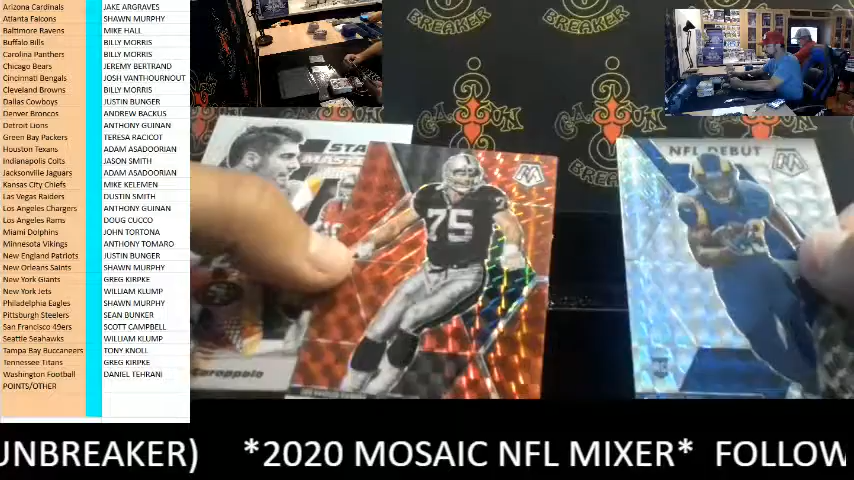 Arizona Cardinals JAKE ARGRAVES
Atlanta Falcons SHAWN MURPHY
Baltimore Ravens MIKE HALL
Buffalo Bills BILLY MORRIS
Carolina Panthers BILLY MORRIS
Chicago Bears JEREMY BERTRAND
Cincinnati Bengals JOSH VANTHOURNOUT
Cleveland Browns BILLY MORRIS
Dallas Cowboys JUSTIN BUNGER
Denver Broncos ANDREW BACKUS
Detroit Lions ANTHONY GUINAN
Green Bay Packers TERESA RACICOT
Houston Texans ADAM ASADOORIAN
Indianapolis Colts JASON SMITH
Jacksonville Jaguars ADAM ASADOORIAN
Kansas City Chiefs MIKE KELEMEN
Las Vegas Raiders DUSTIN SMITH
Los Angeles Chargers ANTHONY GUINAN
Los Angeles Rams DOUG CUCCO
Miami Dolphins JOHN TORTONA
Minnesota Vikings ANTHONY TOMARO
New England Patriots JUSTIN BUNGER
New Orleans Saints SHAWN MURPHY
New York Giants GREG KIRPKE
New York Jets WILLIAM KLUMP
Philadelphia Eagles SHAWN MURPHY
Pittsburgh Steelers SEAN BUNKER
San Francisco 49ers SCOTT CAMPBELL
Seattle Seahawks WILLIAM KLUMP
Tampa Bay Buccaneers TONY KNOLL
Tennessee Titans GREG KIRPKE
Washington Football DANIEL TEHRANI
POINTS/OTHER
BREAKER
BREAKER
STA
MAST
75
NFL DEBUT
RC
Garoppolo
UNBREAKER) *2020 MOSAIC NFL MIXER* FOLLOW